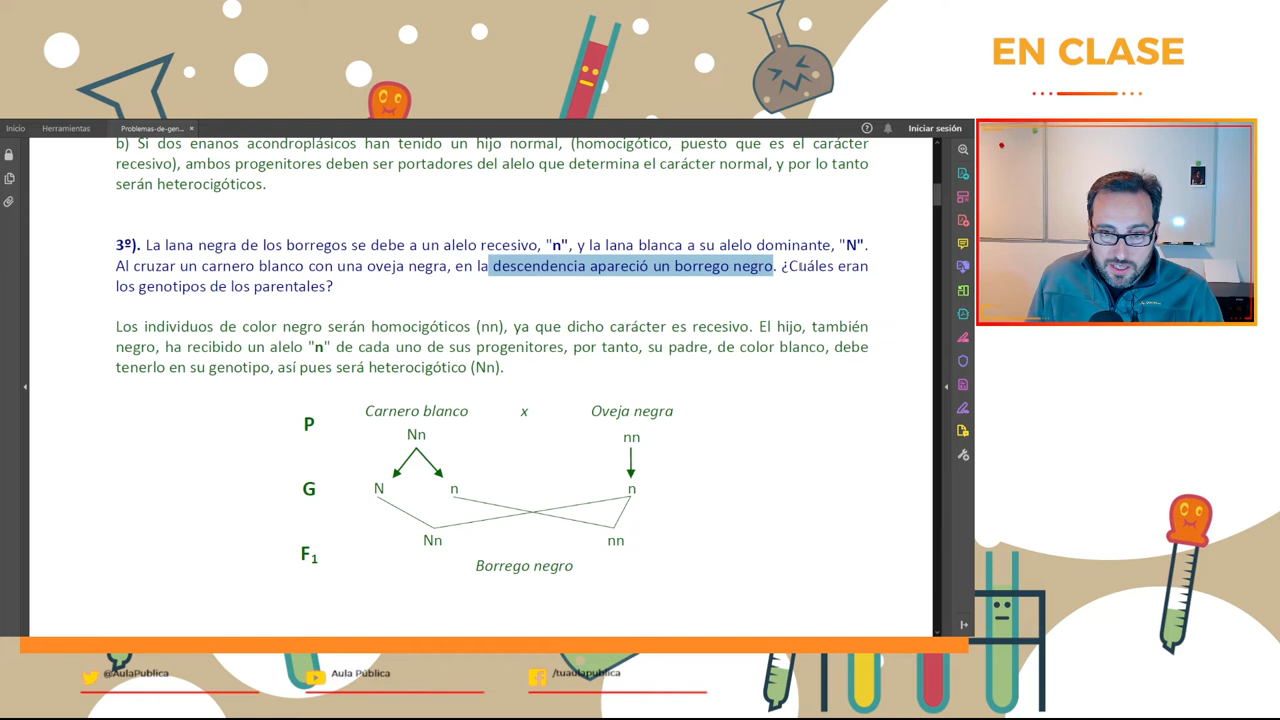 EN CLASE
Inicio Herramientas Problemas-de-gen... × Iniciar sesión
b) Si dos enanos acondroplásicos han tenido un hijo normal, (homocigótico, puesto que es el carácter
recesivo), ambos progenitores deben ser portadores del alelo que determina el carácter normal, y por lo tanto
serán heterocigóticos.
3º). La lana negra de los borregos se debe a un alelo recesivo, "n", y la lana blanca a su alelo dominante, "N".
Al cruzar un carnero blanco con una oveja negra, en la descendencia apareció un borrego negro. ¿Cuáles eran
los genotipos de los parentales?
Los individuos de color negro serán homocigóticos (nn), ya que dicho carácter es recesivo. El hijo, también
negro, ha recibido un alelo "n" de cada uno de sus progenitores, por tanto, su padre, de color blanco, debe
tenerlo en su genotipo, así pues será heterocigótico (Nn).
Carnero blanco x Oveja negra
P
Nn nn
G N n n
Nn nn
F1
Borrego negro
@AulaPublica Aula Pública /tuaulapublica